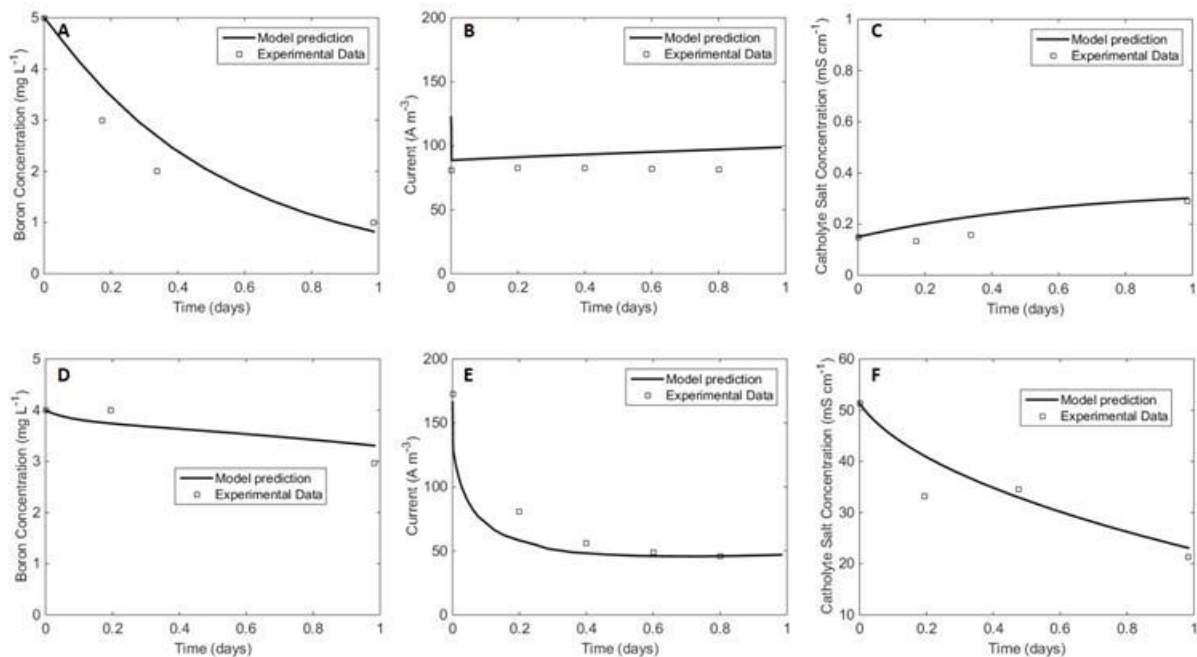 A
Model prediction
Experimental Data
Boron Concentration (mg L⁻¹)
5
4
3
2
1
0
0 0.2 0.4 0.6 0.8 1
Time (days)
B
Model prediction
Experimental Data
Current (A m⁻³)
200
150
100
50
0
0 0.2 0.4 0.6 0.8 1
Time (days)
C
Model prediction
Experimental Data
Catholyte Salt Concentration (mS cm⁻¹)
1
0.8
0.6
0.4
0.2
0
0 0.2 0.4 0.6 0.8 1
Time (days)
D
Model prediction
Experimental Data
Boron Concentration (mg L⁻¹)
5
4
3
2
1
0
0 0.2 0.4 0.6 0.8 1
Time (days)
E
Model prediction
Experimental Data
Current (A m⁻³)
200
150
100
50
0
0 0.2 0.4 0.6 0.8 1
Time (days)
F
Model prediction
Experimental Data
Catholyte Salt Concentration (mS cm⁻¹)
60
50
40
30
20
10
0 0.2 0.4 0.6 0.8 1
Time (days)